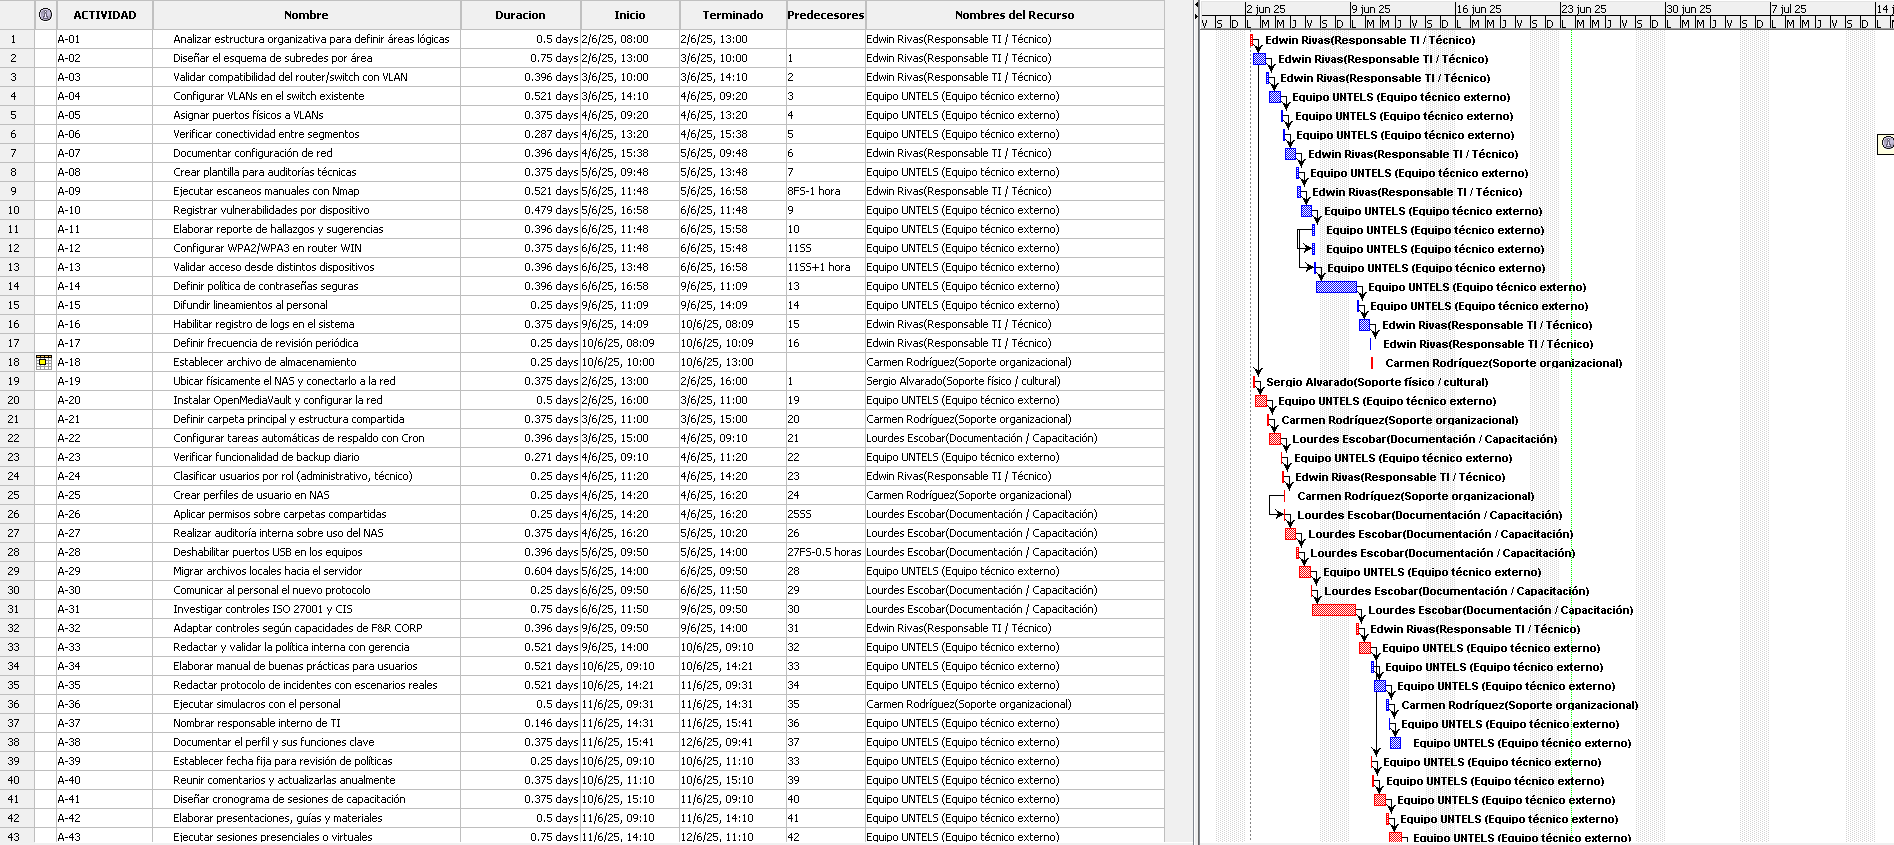 ACTIVIDAD Nombre Duracion Inicio Terminado Predecesores Nombres del Recurso
2 jun 25 9 jun 25 16 jun 25 23 jun 25 30 jun 25 7 jul 25 14 j
V S D L M M J V S D L M M J V S D L M M J V S D L M M J V S D L M M J V S D L M M J V S D L
1 A-01 Analizar estructura organizativa para definir áreas lógicas 0.5 days 2/6/25, 08:00 2/6/25, 13:00 Edwin Rivas(Responsable TI / Técnico) Edwin Rivas(Responsable TI / Técnico)
2 A-02 Diseñar el esquema de subredes por área 0.75 days 2/6/25, 13:00 3/6/25, 10:00 1 Edwin Rivas(Responsable TI / Técnico) Edwin Rivas(Responsable TI / Técnico)
3 A-03 Validar compatibilidad del router/switch con VLAN 0.396 days 3/6/25, 10:00 3/6/25, 14:10 2 Edwin Rivas(Responsable TI / Técnico) Edwin Rivas(Responsable TI / Técnico)
4 A-04 Configurar VLANs en el switch existente 0.521 days 3/6/25, 14:10 4/6/25, 09:20 3 Equipo UNTELS (Equipo técnico externo) Equipo UNTELS (Equipo técnico externo)
5 A-05 Asignar puertos físicos a VLANs 0.375 days 4/6/25, 09:20 4/6/25, 13:20 4 Equipo UNTELS (Equipo técnico externo) Equipo UNTELS (Equipo técnico externo)
6 A-06 Verificar conectividad entre segmentos 0.287 days 4/6/25, 13:20 4/6/25, 15:38 5 Equipo UNTELS (Equipo técnico externo) Equipo UNTELS (Equipo técnico externo)
7 A-07 Documentar configuración de red 0.396 days 4/6/25, 15:38 5/6/25, 09:48 6 Edwin Rivas(Responsable TI / Técnico) Edwin Rivas(Responsable TI / Técnico)
8 A-08 Crear plantilla para auditorías técnicas 0.375 days 5/6/25, 09:48 5/6/25, 13:48 7 Equipo UNTELS (Equipo técnico externo) Equipo UNTELS (Equipo técnico externo)
9 A-09 Ejecutar escaneos manuales con Nmap 0.521 days 5/6/25, 11:48 5/6/25, 16:58 8FS-1 hora Edwin Rivas(Responsable TI / Técnico) Edwin Rivas(Responsable TI / Técnico)
10 A-10 Registrar vulnerabilidades por dispositivo 0.479 days 5/6/25, 16:58 6/6/25, 11:48 9 Equipo UNTELS (Equipo técnico externo) Equipo UNTELS (Equipo técnico externo)
11 A-11 Elaborar reporte de hallazgos y sugerencias 0.396 days 6/6/25, 11:48 6/6/25, 15:58 10 Equipo UNTELS (Equipo técnico externo) Equipo UNTELS (Equipo técnico externo)
12 A-12 Configurar WPA2/WPA3 en router WIN 0.375 days 6/6/25, 11:48 6/6/25, 15:48 11SS Equipo UNTELS (Equipo técnico externo) Equipo UNTELS (Equipo técnico externo)
13 A-13 Validar acceso desde distintos dispositivos 0.396 days 6/6/25, 13:48 6/6/25, 16:58 11SS+1 hora Equipo UNTELS (Equipo técnico externo) Equipo UNTELS (Equipo técnico externo)
14 A-14 Definir política de contraseñas seguras 0.396 days 6/6/25, 16:58 9/6/25, 11:09 13 Equipo UNTELS (Equipo técnico externo) Equipo UNTELS (Equipo técnico externo)
15 A-15 Difundir lineamientos al personal 0.25 days 9/6/25, 11:09 9/6/25, 14:09 14 Equipo UNTELS (Equipo técnico externo) Equipo UNTELS (Equipo técnico externo)
16 A-16 Habilitar registro de logs en el sistema 0.375 days 9/6/25, 14:09 10/6/25, 08:09 15 Edwin Rivas(Responsable TI / Técnico) Edwin Rivas(Responsable TI / Técnico)
17 A-17 Definir frecuencia de revisión periódica 0.25 days 10/6/25, 08:09 10/6/25, 10:09 16 Edwin Rivas(Responsable TI / Técnico) Edwin Rivas(Responsable TI / Técnico)
18 A-18 Establecer archivo de almacenamiento 0.25 days 10/6/25, 10:00 10/6/25, 13:00 Carmen Rodríguez(Soporte organizacional) Carmen Rodríguez(Soporte organizacional)
19 A-19 Ubicar físicamente el NAS y conectarlo a la red 0.375 days 2/6/25, 13:00 2/6/25, 16:00 1 Sergio Alvarado(Soporte físico / cultural) Sergio Alvarado(Soporte físico / cultural)
20 A-20 Instalar OpenMediaVault y configurar la red 0.5 days 2/6/25, 16:00 3/6/25, 11:00 19 Equipo UNTELS (Equipo técnico externo) Equipo UNTELS (Equipo técnico externo)
21 A-21 Definir carpeta principal y estructura compartida 0.375 days 3/6/25, 11:00 3/6/25, 15:00 20 Carmen Rodríguez(Soporte organizacional) Carmen Rodríguez(Soporte organizacional)
22 A-22 Configurar tareas automáticas de respaldo con Cron 0.396 days 3/6/25, 15:00 4/6/25, 09:10 21 Lourdes Escobar(Documentación / Capacitación) Lourdes Escobar(Documentación / Capacitación)
23 A-23 Verificar funcionalidad de backup diario 0.271 days 4/6/25, 09:10 4/6/25, 11:20 22 Equipo UNTELS (Equipo técnico externo) Equipo UNTELS (Equipo técnico externo)
24 A-24 Clasificar usuarios por rol (administrativo, técnico) 0.25 days 4/6/25, 11:20 4/6/25, 14:20 23 Edwin Rivas(Responsable TI / Técnico) Edwin Rivas(Responsable TI / Técnico)
25 A-25 Crear perfiles de usuario en NAS 0.25 days 4/6/25, 14:20 4/6/25, 16:20 24 Carmen Rodríguez(Soporte organizacional) Carmen Rodríguez(Soporte organizacional)
26 A-26 Aplicar permisos sobre carpetas compartidas 0.25 days 4/6/25, 14:20 4/6/25, 16:20 25SS Lourdes Escobar(Documentación / Capacitación) Lourdes Escobar(Documentación / Capacitación)
27 A-27 Realizar auditoría interna sobre uso del NAS 0.375 days 4/6/25, 16:20 5/6/25, 10:20 26 Lourdes Escobar(Documentación / Capacitación) Lourdes Escobar(Documentación / Capacitación)
28 A-28 Deshabilitar puertos USB en los equipos 0.396 days 5/6/25, 09:50 5/6/25, 14:00 27FS-0.5 horas Lourdes Escobar(Documentación / Capacitación) Lourdes Escobar(Documentación / Capacitación)
29 A-29 Migrar archivos locales hacia el servidor 0.604 days 5/6/25, 14:00 6/6/25, 09:50 28 Equipo UNTELS (Equipo técnico externo) Equipo UNTELS (Equipo técnico externo)
30 A-30 Comunicar al personal el nuevo protocolo 0.25 days 6/6/25, 09:50 6/6/25, 11:50 29 Lourdes Escobar(Documentación / Capacitación) Lourdes Escobar(Documentación / Capacitación)
31 A-31 Investigar controles ISO 27001 y CIS 0.75 days 6/6/25, 11:50 9/6/25, 09:50 30 Lourdes Escobar(Documentación / Capacitación) Lourdes Escobar(Documentación / Capacitación)
32 A-32 Adaptar controles según capacidades de F&R CORP 0.396 days 9/6/25, 09:50 9/6/25, 14:00 31 Edwin Rivas(Responsable TI / Técnico) Edwin Rivas(Responsable TI / Técnico)
33 A-33 Redactar y validar la política interna con gerencia 0.521 days 9/6/25, 14:00 10/6/25, 09:10 32 Equipo UNTELS (Equipo técnico externo) Equipo UNTELS (Equipo técnico externo)
34 A-34 Elaborar manual de buenas prácticas para usuarios 0.521 days 10/6/25, 09:10 10/6/25, 14:21 33 Equipo UNTELS (Equipo técnico externo) Equipo UNTELS (Equipo técnico externo)
35 A-35 Redactar protocolo de incidentes con escenarios reales 0.521 days 10/6/25, 14:21 11/6/25, 09:31 34 Equipo UNTELS (Equipo técnico externo) Equipo UNTELS (Equipo técnico externo)
36 A-36 Ejecutar simulacros con el personal 0.5 days 11/6/25, 09:31 11/6/25, 14:31 35 Carmen Rodríguez(Soporte organizacional) Carmen Rodríguez(Soporte organizacional)
37 A-37 Nombrar responsable interno de TI 0.146 days 11/6/25, 14:31 11/6/25, 15:41 36 Equipo UNTELS (Equipo técnico externo) Equipo UNTELS (Equipo técnico externo)
38 A-38 Documentar el perfil y sus funciones clave 0.375 days 11/6/25, 15:41 12/6/25, 09:41 37 Equipo UNTELS (Equipo técnico externo) Equipo UNTELS (Equipo técnico externo)
39 A-39 Establecer fecha fija para revisión de políticas 0.25 days 10/6/25, 09:10 10/6/25, 11:10 33 Equipo UNTELS (Equipo técnico externo) Equipo UNTELS (Equipo técnico externo)
40 A-40 Reunir comentarios y actualizarlas anualmente 0.375 days 10/6/25, 11:10 10/6/25, 15:10 39 Equipo UNTELS (Equipo técnico externo) Equipo UNTELS (Equipo técnico externo)
41 A-41 Diseñar cronograma de sesiones de capacitación 0.375 days 10/6/25, 15:10 11/6/25, 09:10 40 Equipo UNTELS (Equipo técnico externo) Equipo UNTELS (Equipo técnico externo)
42 A-42 Elaborar presentaciones, guías y materiales 0.5 days 11/6/25, 09:10 11/6/25, 14:10 41 Equipo UNTELS (Equipo técnico externo) Equipo UNTELS (Equipo técnico externo)
43 A-43 Ejecutar sesiones presenciales o virtuales 0.75 days 11/6/25, 14:10 12/6/25, 11:10 42 Equipo UNTELS (Equipo técnico externo) Equipo UNTELS (Equipo técnico externo)